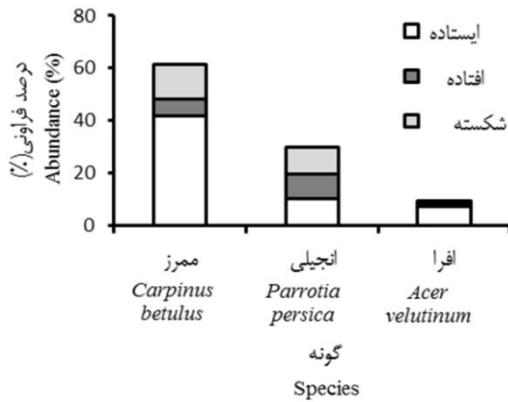 درصد فراونی(٪)
Abundance (%)
80
60
40
20
0
ایستاده
افتاده
شکسته
ممرز
Carpinus
betulus
انجیلی
Parrotia
persica
افرا
Acer
velutinum
گونه
Species